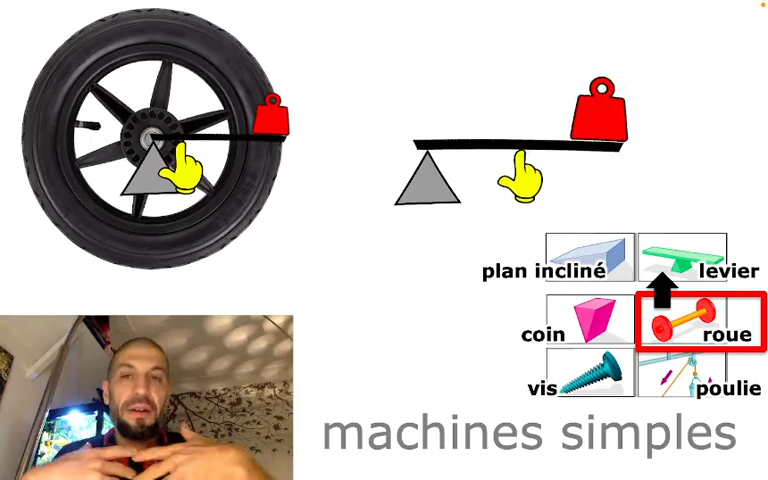 plan incliné levier
coin roue
vis poulie
machines simples